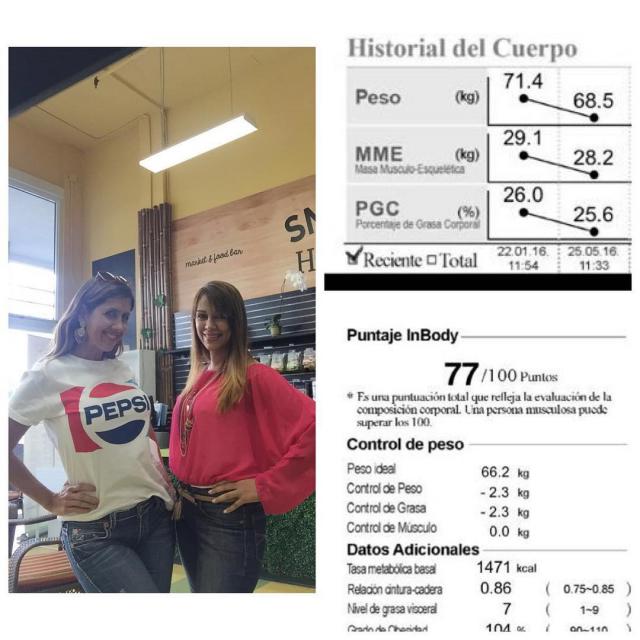 SN
market & food bar
H
PEPSI
Historial del Cuerpo
Peso (kg) 71.4 68.5
MME (kg) 29.1 28.2
Masa Musculo-Esquelética
PGC (%) 26.0 25.6
Porcentaje de Grasa Corporal
Reciente Total 22.01.16. 25.05.16.
11:54 11:33
Puntaje InBody
77/100 Puntos
* Es una puntuación total que refleja la evaluación de la
composición corporal. Una persona musculosa puede
superar los 100.
Control de peso
Peso ideal 66.2 kg
Control de Peso - 2.3 kg
Control de Grasa - 2.3 kg
Control de Músculo 0.0 kg
Datos Adicionales
Tasa metabólica basal 1471 kcal
Relación cintura-cadera 0.86 ( 0.75~0.85 )
Nivel de grasa visceral 7 ( 1~9 )
Grado de Obesidad 104 % ( 90~110 )